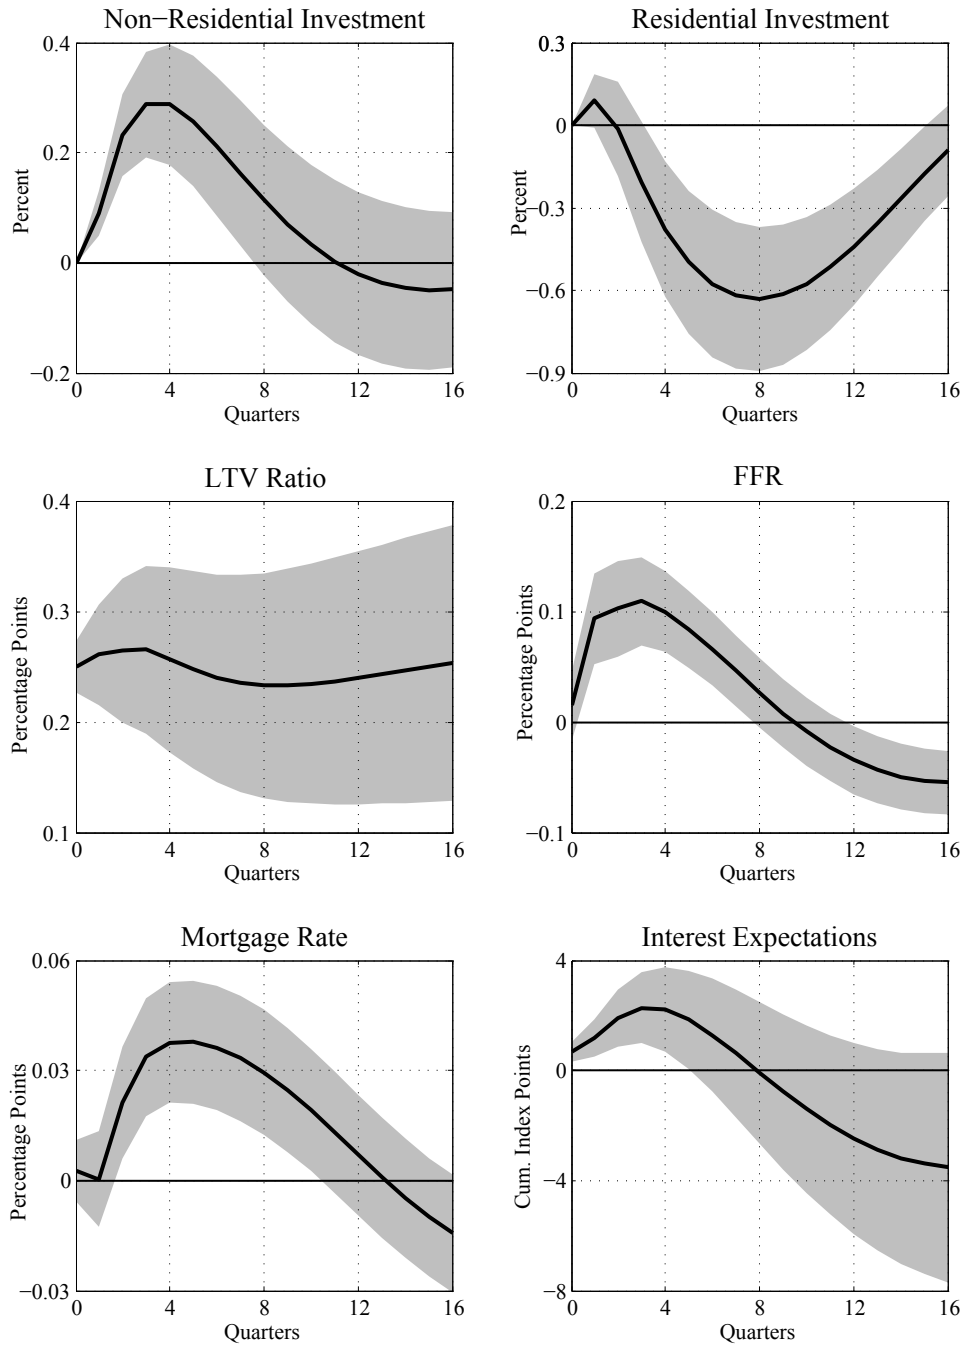 Non−Residential Investment
Percent
0.4
0.2
0
−0.2
0 4 8 12 16
Quarters
Residential Investment
Percent
0.3
0
−0.3
−0.6
−0.9
0 4 8 12 16
Quarters
LTV Ratio
Percentage Points
0.4
0.3
0.2
0.1
0 4 8 12 16
Quarters
FFR
Percentage Points
0.2
0.1
0
−0.1
0 4 8 12 16
Quarters
Mortgage Rate
Percentage Points
0.06
0.03
0
−0.03
0 4 8 12 16
Quarters
Interest Expectations
Cum. Index Points
4
0
−4
−8
0 4 8 12 16
Quarters